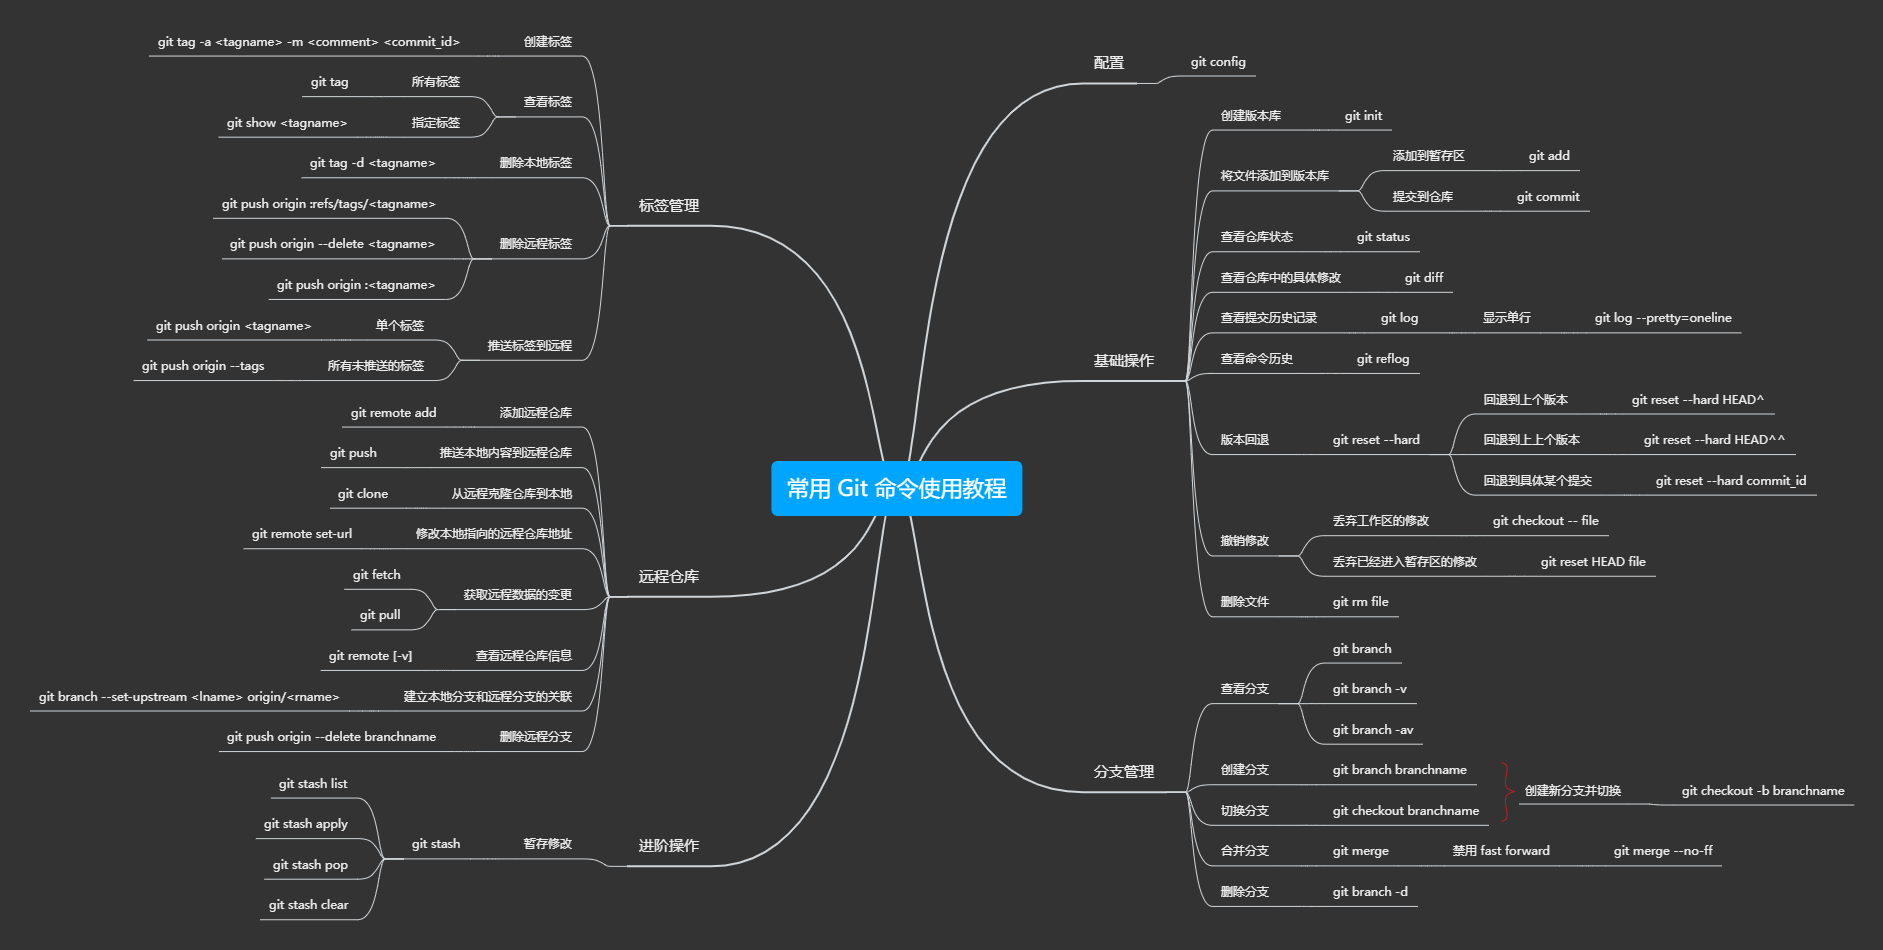 常用 Git 命令使用教程
配置
git config
基础操作
创建版本库
git init
将文件添加到版本库
添加到暂存区
git add
提交到仓库
git commit
查看仓库状态
git status
查看仓库中的具体修改
git diff
查看提交历史记录
git log
显示单行
git log --pretty=oneline
查看命令历史
git reflog
版本回退
git reset --hard
回退到上个版本
git reset --hard HEAD^
回退到上上个版本
git reset --hard HEAD^^
回退到具体某个提交
git reset --hard commit_id
撤销修改
丢弃工作区的修改
git checkout -- file
丢弃已经进入暂存区的修改
git reset HEAD file
删除文件
git rm file
分支管理
查看分支
git branch
git branch -v
git branch -av
创建分支
git branch branchname
切换分支
git checkout branchname
创建新分支并切换
git checkout -b branchname
合并分支
git merge
禁用 fast forward
git merge --no-ff
删除分支
git branch -d
标签管理
创建标签
git tag -a <tagname> -m <comment> <commit_id>
查看标签
所有标签
git tag
指定标签
git show <tagname>
删除本地标签
git tag -d <tagname>
删除远程标签
git push origin :refs/tags/<tagname>
git push origin --delete <tagname>
git push origin :<tagname>
推送标签到远程
单个标签
git push origin <tagname>
所有未推送的标签
git push origin --tags
远程仓库
添加远程仓库
git remote add
推送本地内容到远程仓库
git push
从远程克隆仓库到本地
git clone
修改本地指向的远程仓库地址
git remote set-url
获取远程数据的变更
git fetch
git pull
查看远程仓库信息
git remote [-v]
建立本地分支和远程分支的关联
git branch --set-upstream <lname> origin/<rname>
删除远程分支
git push origin --delete branchname
进阶操作
暂存修改
git stash
git stash list
git stash apply
git stash pop
git stash clear